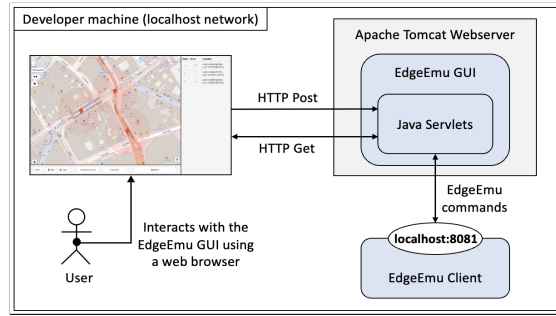 Developer machine (localhost network)
Apache Tomcat Webserver
EdgeEmu GUI
HTTP Post
Java Servlets
HTTP Get
EdgeEmu
commands
Interacts with the
EdgeEmu GUI using
a web browser
localhost:8081
User
EdgeEmu Client